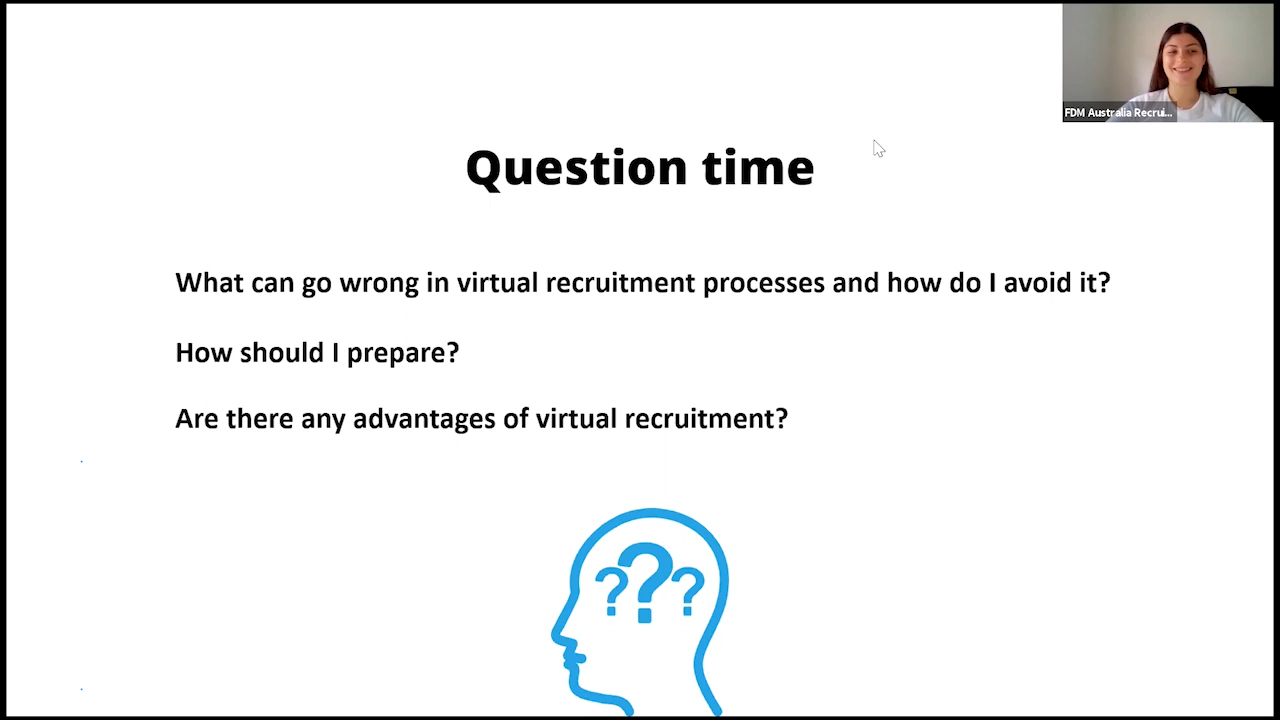 FDM Australia Recrui...
Question time
What can go wrong in virtual recruitment processes and how do I avoid it?
How should I prepare?
Are there any advantages of virtual recruitment?
? ? ?